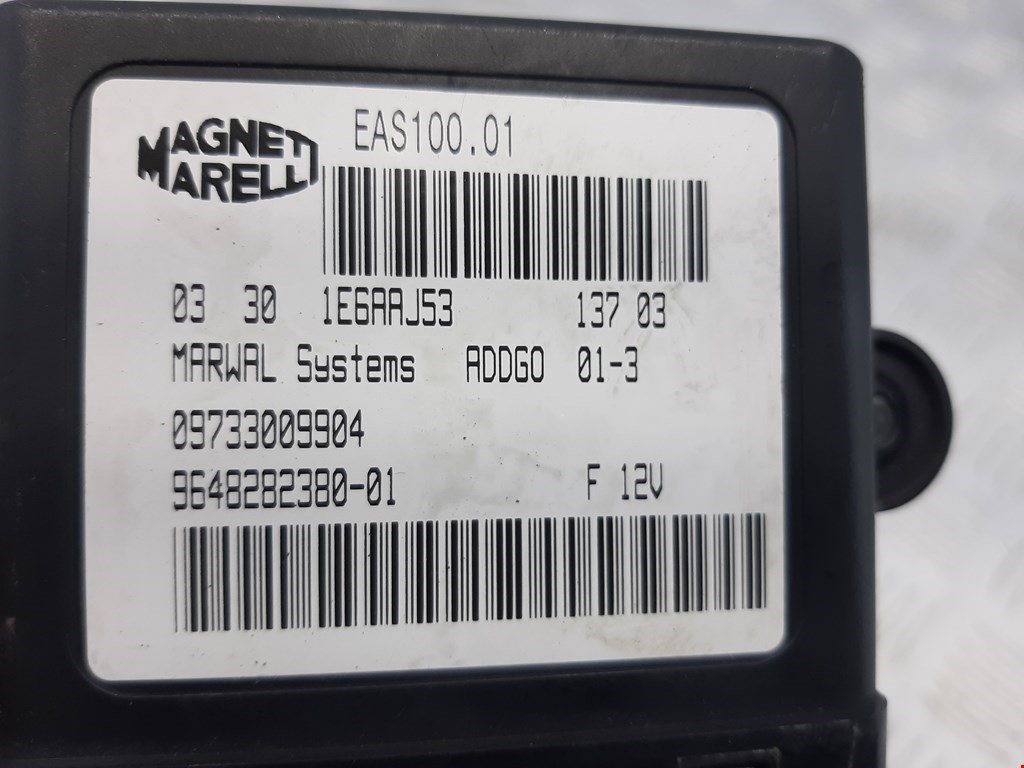 MAGNETI
MARELLI
EAS100.01
03 30 1E6AAJ53 137 03
MARWAL Systems ADDGO 01-3
09733009904
9648282380-01 F 12V